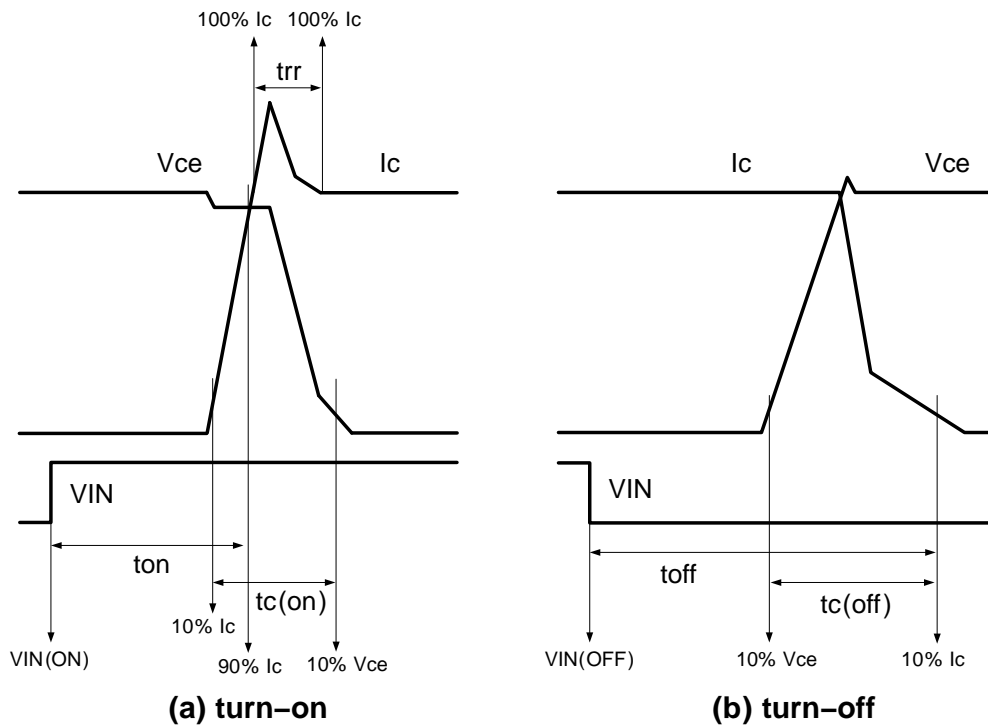 100% Ic 100% Ic
trr
Vce Ic
VIN
ton
tc(on)
10% Ic
VIN(ON) 90% Ic 10% Vce
(a) turn−on
Ic Vce
VIN
toff
tc(off)
VIN(OFF) 10% Vce 10% Ic
(b) turn−off